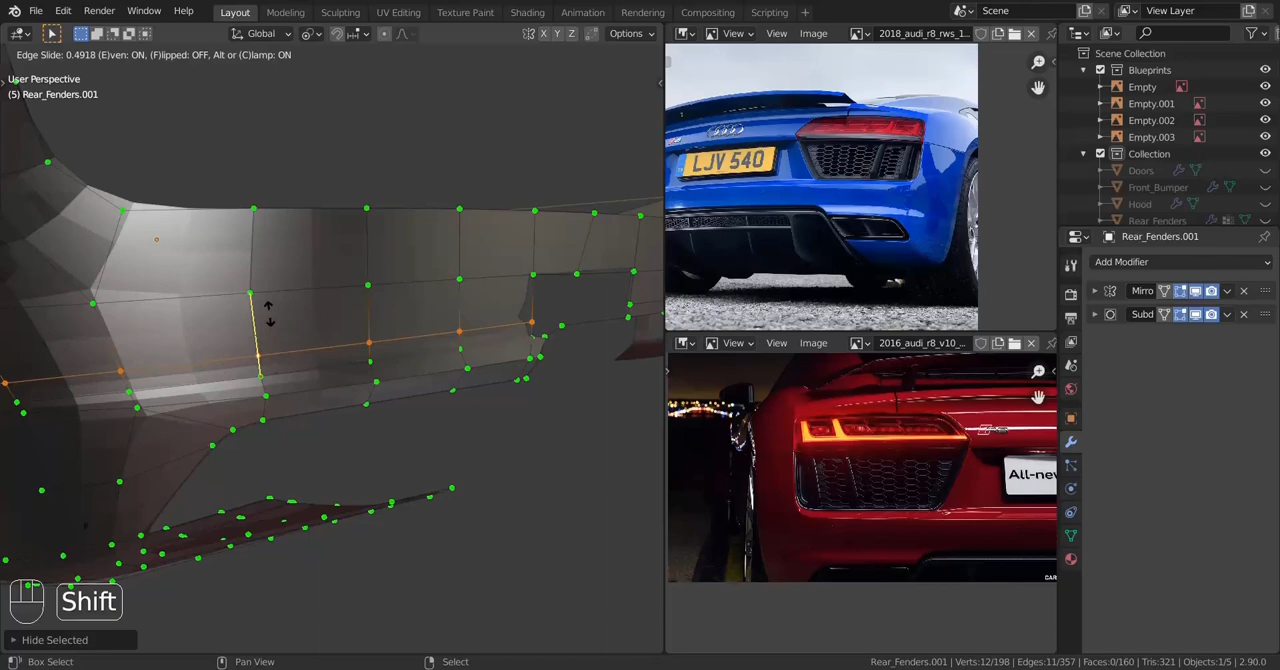 File Edit Render Window Help
Layout Modeling Sculpting UV Editing Texture Paint Shading Animation Rendering Compositing Scripting +
Scene
View Layer
Global
X Y Z
Options
View View Image
2018_audi_r8_rws_1...
Edge Slide: 0.4918 (E)ven: ON, (F)lipped: OFF, Alt or (C)lamp: ON
User Perspective
(5) Rear_Fenders.001
Scene Collection
Blueprints
Empty
Empty.001
Empty.002
Empty.003
Collection
Doors
Front_Bumper
Hood
Rear_Fenders
LJV 540
Rear_Fenders.001
Add Modifier
Mirro
Subd
View View Image
2016_audi_r8_v10_...
All-new
CAR
Shift
Hide Selected
Box Select
Pan View
Select
Rear_Fenders.001 | Verts:12/198 | Edges:11/357 | Faces:0/160 | Tris:321 | Objects:1/5 | 2.90.0